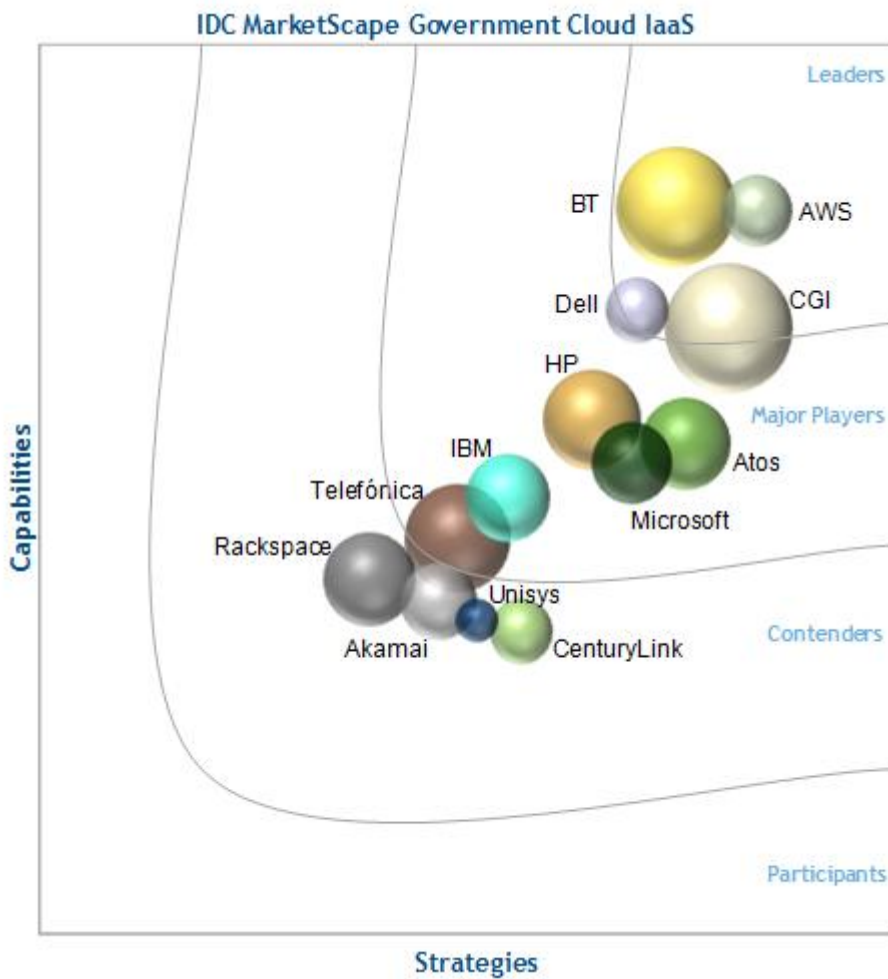 IDC MarketScape Government Cloud IaaS
Leaders
BT
AWS
Dell
CGI
HP
Major Players
IBM
Atos
Telefónica
Microsoft
Rackspace
Unisys
Contenders
Akamai
CenturyLink
Participants
Capabilities
Strategies